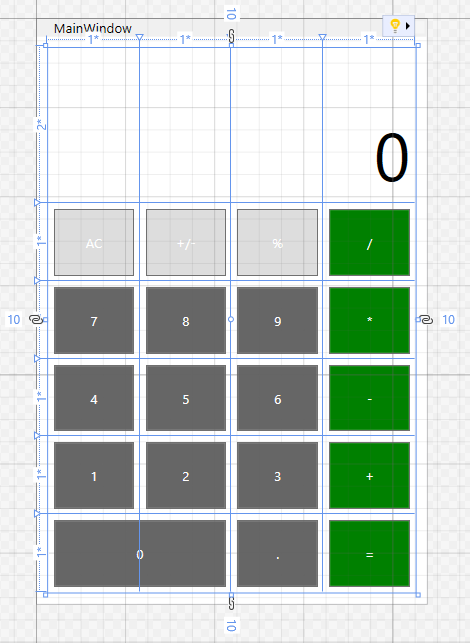 10
MainWindow
1* 1* 1* 1*
2*
0
1* AC +/- % /
10 1* 7 8 9 * 10
1* 4 5 6 -
1* 1 2 3 +
1* 0 . =
10